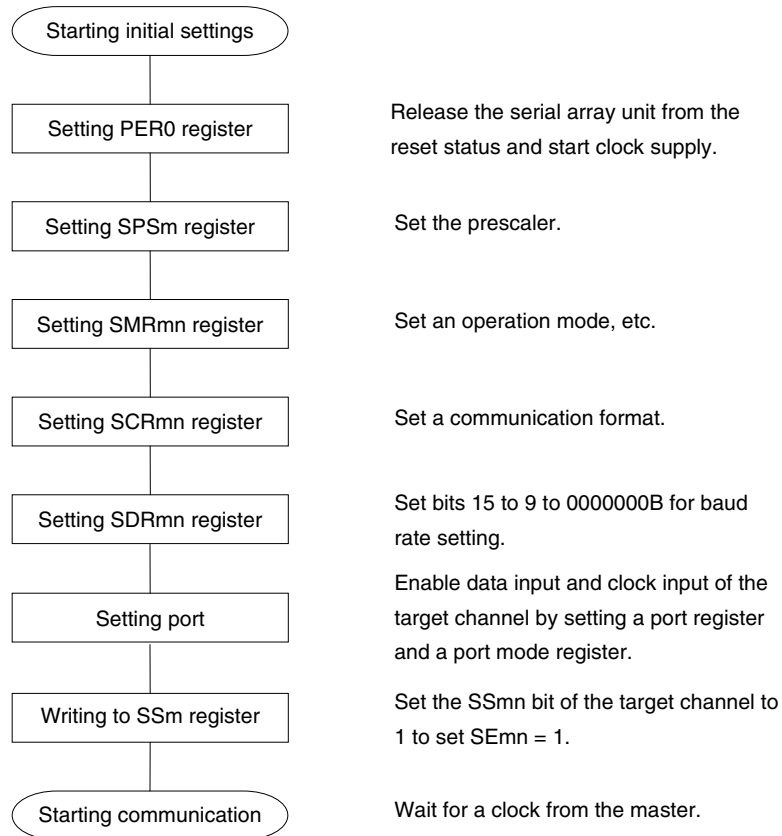 Starting initial settings
Setting PER0 register
Release the serial array unit from the
reset status and start clock supply.
Setting SPSm register
Set the prescaler.
Setting SMRmn register
Set an operation mode, etc.
Setting SCRmn register
Set a communication format.
Setting SDRmn register
Set bits 15 to 9 to 0000000B for baud
rate setting.
Setting port
Enable data input and clock input of the
target channel by setting a port register
and a port mode register.
Writing to SSm register
Set the SSmn bit of the target channel to
1 to set SEmn = 1.
Starting communication
Wait for a clock from the master.